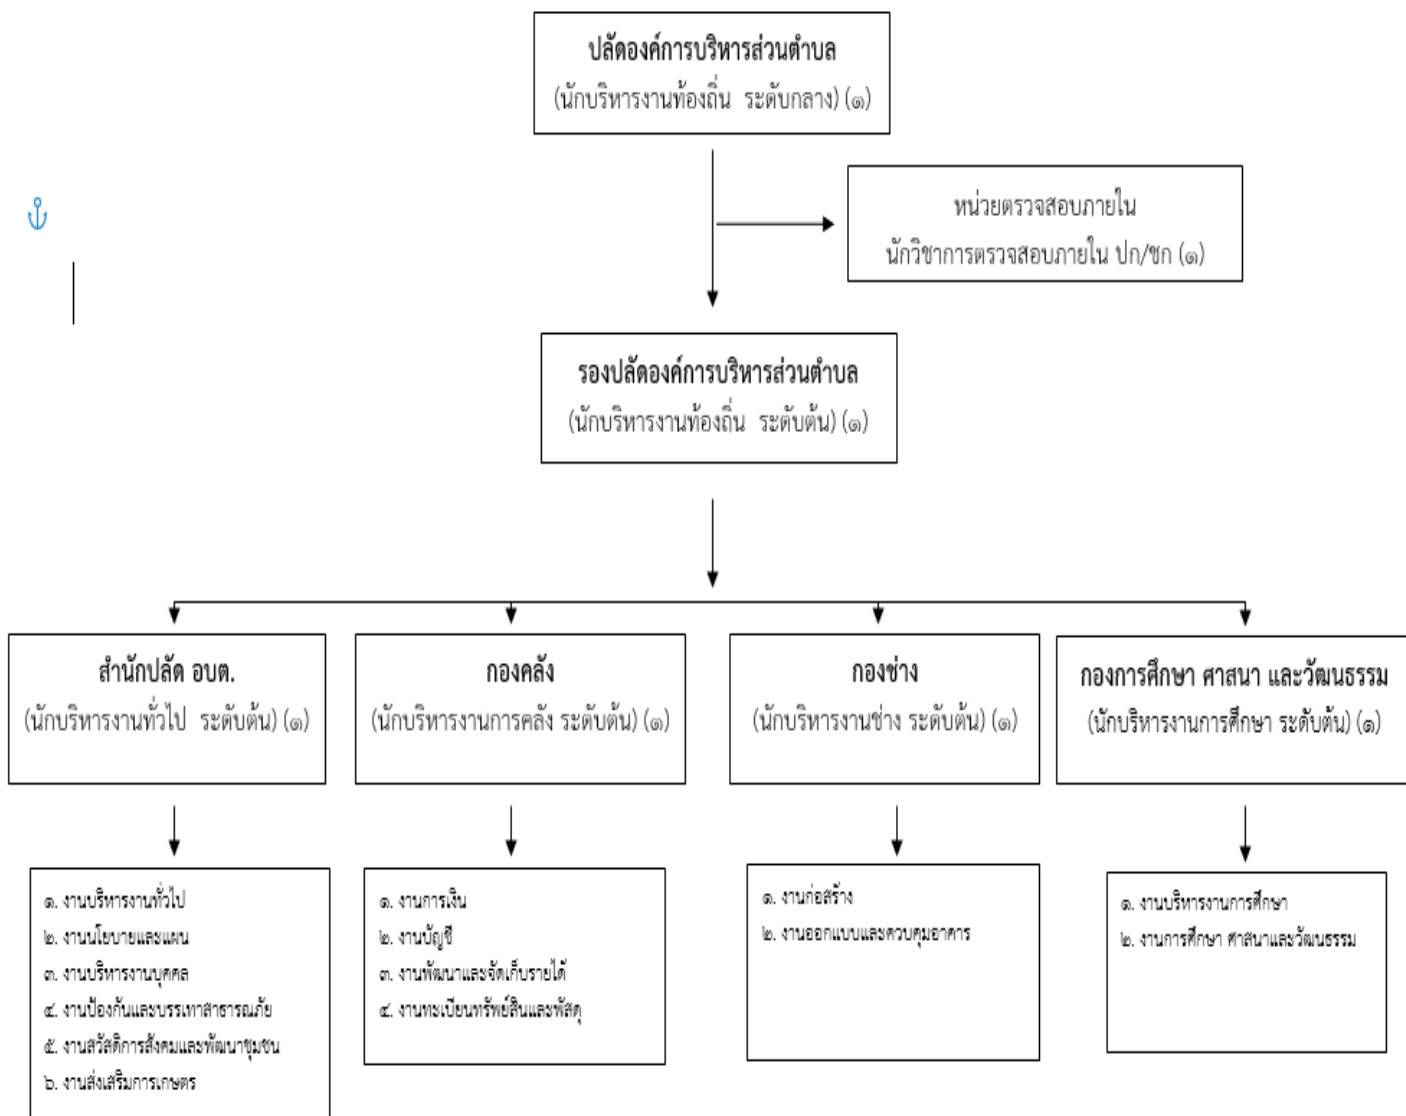 ปลัดองค์การบริหารส่วนตำบล
(นักบริหารงานท้องถิ่น ระดับกลาง) (๑)
หน่วยตรวจสอบภายใน
นักวิชาการตรวจสอบภายใน ปก/ชก (๑)
รองปลัดองค์การบริหารส่วนตำบล
(นักบริหารงานท้องถิ่น ระดับต้น) (๑)
สำนักปลัด อบต.
(นักบริหารงานทั่วไป ระดับต้น) (๑)
กองคลัง
(นักบริหารงานการคลัง ระดับต้น) (๑)
กองช่าง
(นักบริหารงานช่าง ระดับต้น) (๑)
กองการศึกษา ศาสนา และวัฒนธรรม
(นักบริหารงานการศึกษา ระดับต้น) (๑)
๑. งานบริหารงานทั่วไป
๒. งานนโยบายและแผน
๓. งานบริหารงานบุคคล
๔. งานป้องกันและบรรเทาสาธารณภัย
๕. งานสวัสดิการสังคมและพัฒนาชุมชน
๖. งานส่งเสริมการเกษตร
๑. งานการเงิน
๒. งานบัญชี
๓. งานพัฒนาและจัดเก็บรายได้
๔. งานทะเบียนทรัพย์สินและพัสดุ
๑. งานก่อสร้าง
๒. งานออกแบบและควบคุมอาคาร
๑. งานบริหารงานการศึกษา
๒. งานการศึกษา ศาสนาและวัฒนธรรม